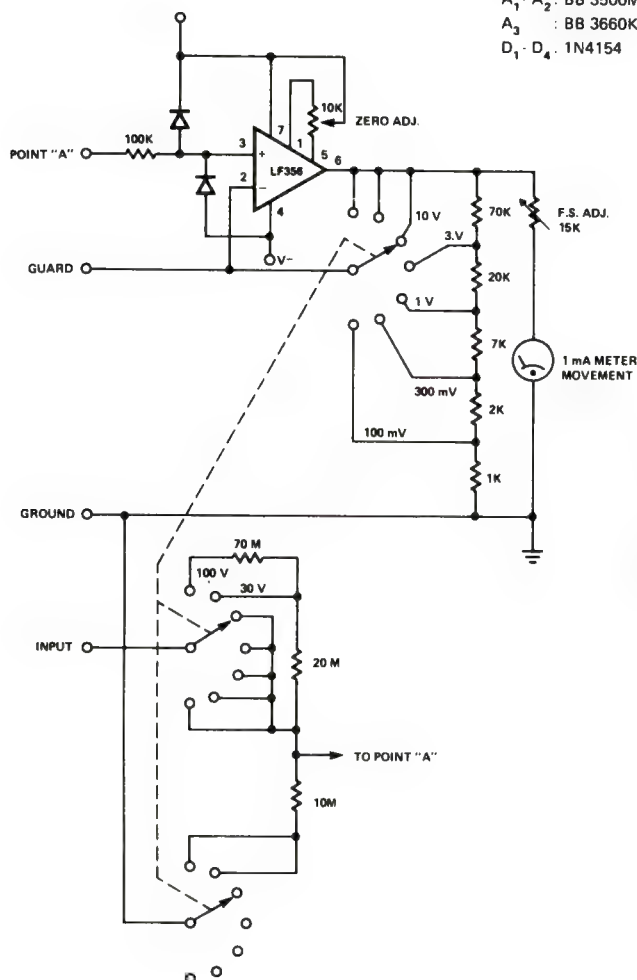 A₁ - A₂ : BB 3500M
A₃ : BB 3660K
D₁ - D₄ : 1N4154
10K
ZERO ADJ.
7
1
100K
POINT "A"
3
+
5
6
LF356
2
−
4
10 V
70K
F.S. ADJ.
15K
V−
3.V
GUARD
20K
1 V
7K
1 mA METER
MOVEMENT
300 mV
2K
100 mV
1K
GROUND
70 M
100 V
30 V
INPUT
20 M
TO POINT "A"
10M